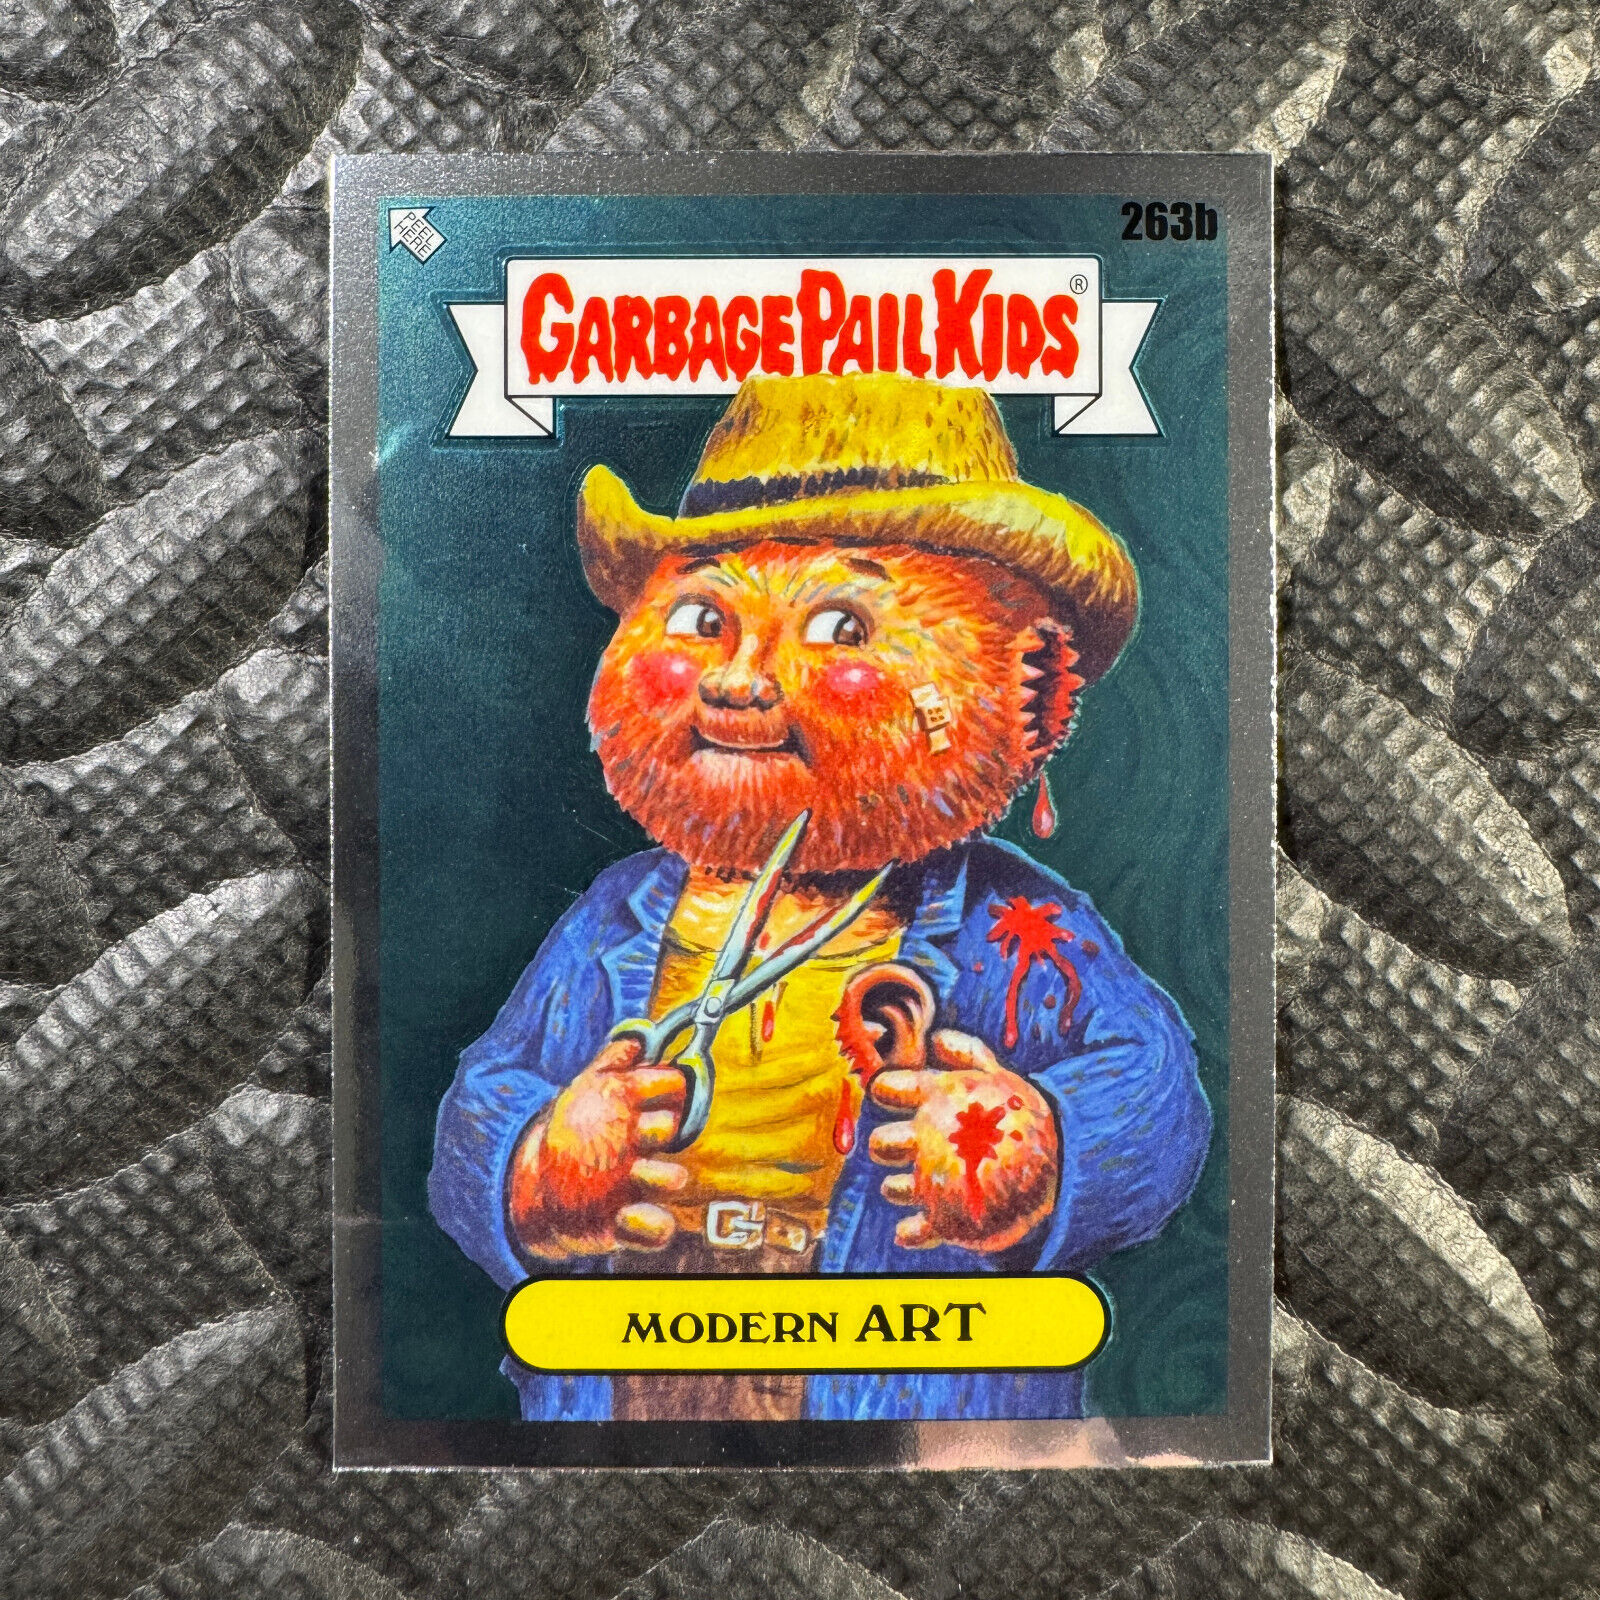 PEEL
HERE
263b
GARBAGE PAIL KIDS®
MODERN ART